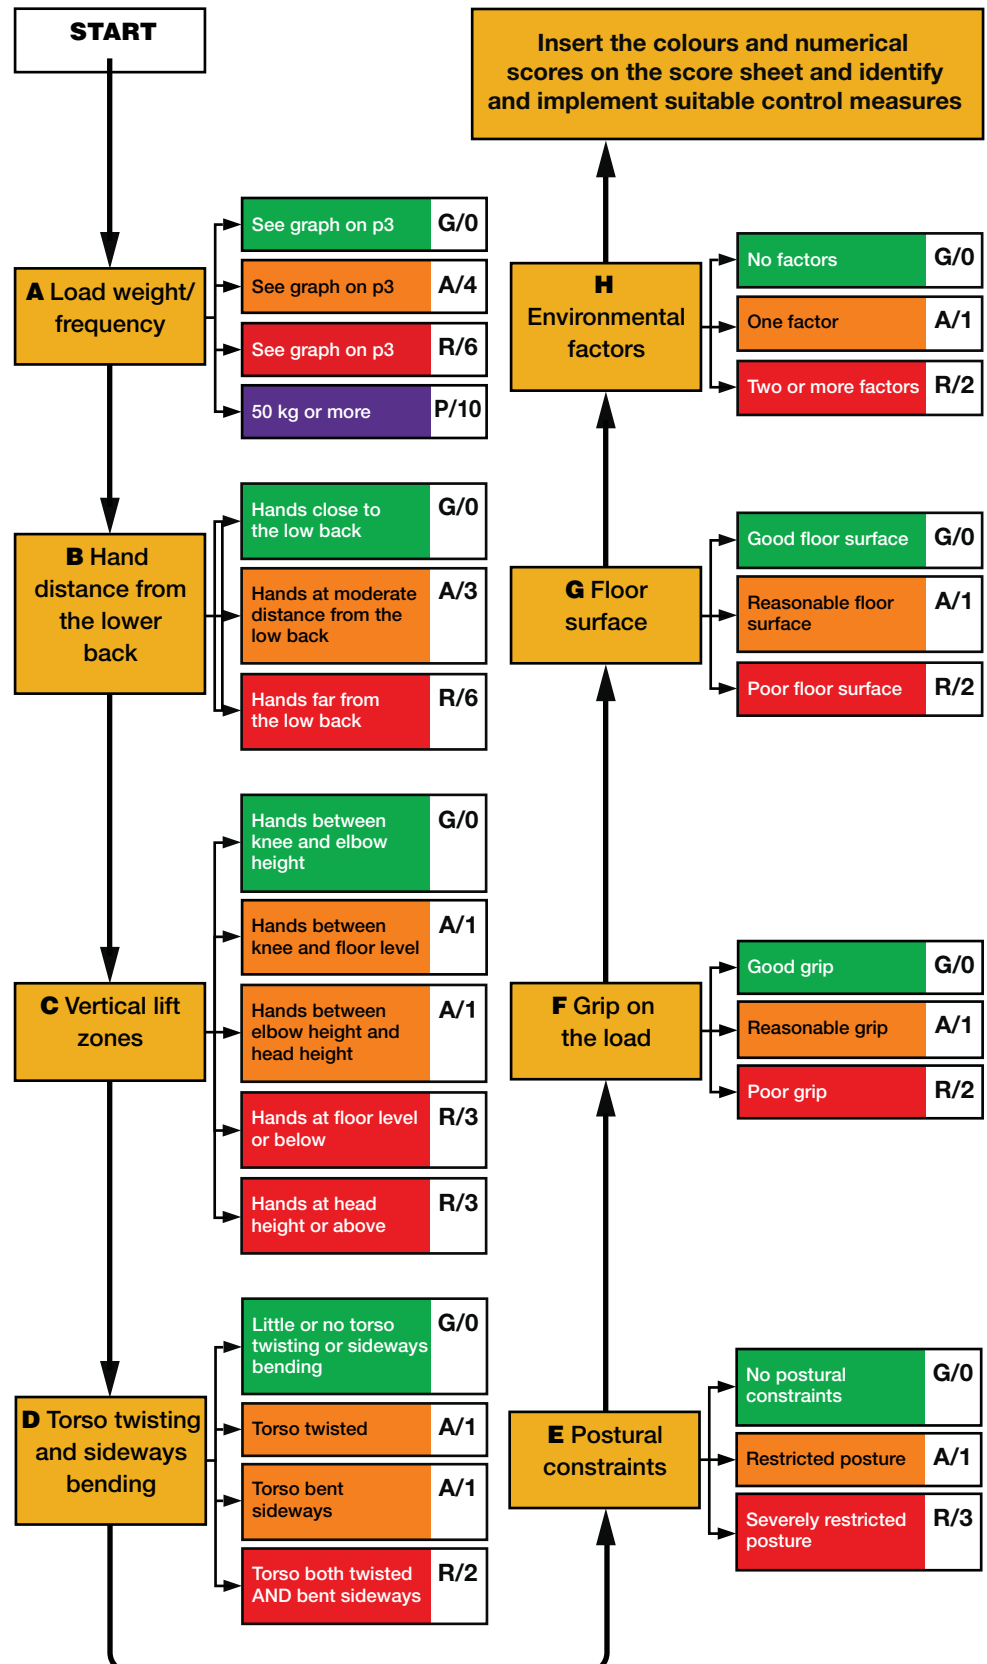 START
A Load weight/
frequency
See graph on p3
G/0
See graph on p3
A/4
See graph on p3
R/6
50 kg or more
P/10
B Hand
distance from
the lower
back
Hands close to
the low back
G/0
Hands at moderate
distance from the
low back
A/3
Hands far from
the low back
R/6
C Vertical lift
zones
Hands between
knee and elbow
height
G/0
Hands between
knee and floor level
A/1
Hands between
elbow height and
head height
A/1
Hands at floor level
or below
R/3
Hands at head
height or above
R/3
D Torso twisting
and sideways
bending
Little or no torso
twisting or sideways
bending
G/0
Torso twisted
A/1
Torso bent
sideways
A/1
Torso both twisted
AND bent sideways
R/2
E Postural
constraints
No postural
constraints
G/0
Restricted posture
A/1
Severely restricted
posture
R/3
F Grip on
the load
Good grip
G/0
Reasonable grip
A/1
Poor grip
R/2
G Floor
surface
Good floor surface
G/0
Reasonable floor
surface
A/1
Poor floor surface
R/2
H
Environmental
factors
No factors
G/0
One factor
A/1
Two or more factors
R/2
Insert the colours and numerical
scores on the score sheet and identify
and implement suitable control measures